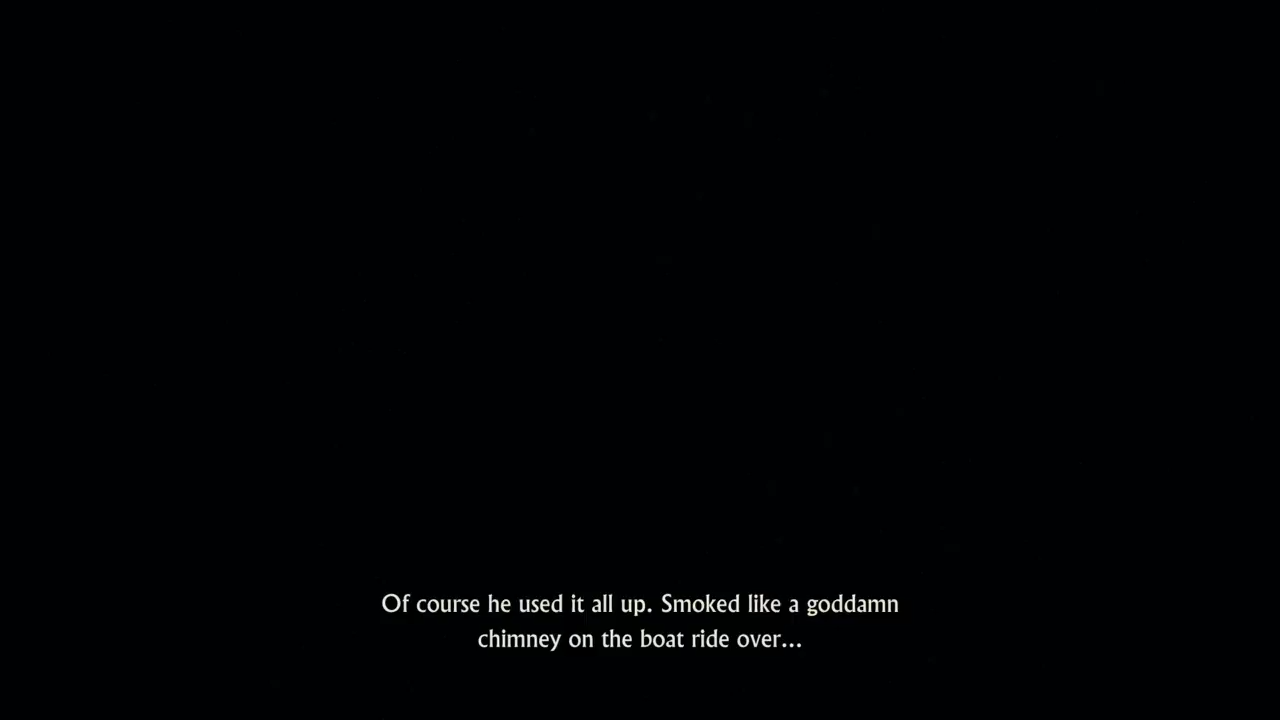 Of course he used it all up. Smoked like a goddamn
chimney on the boat ride over...